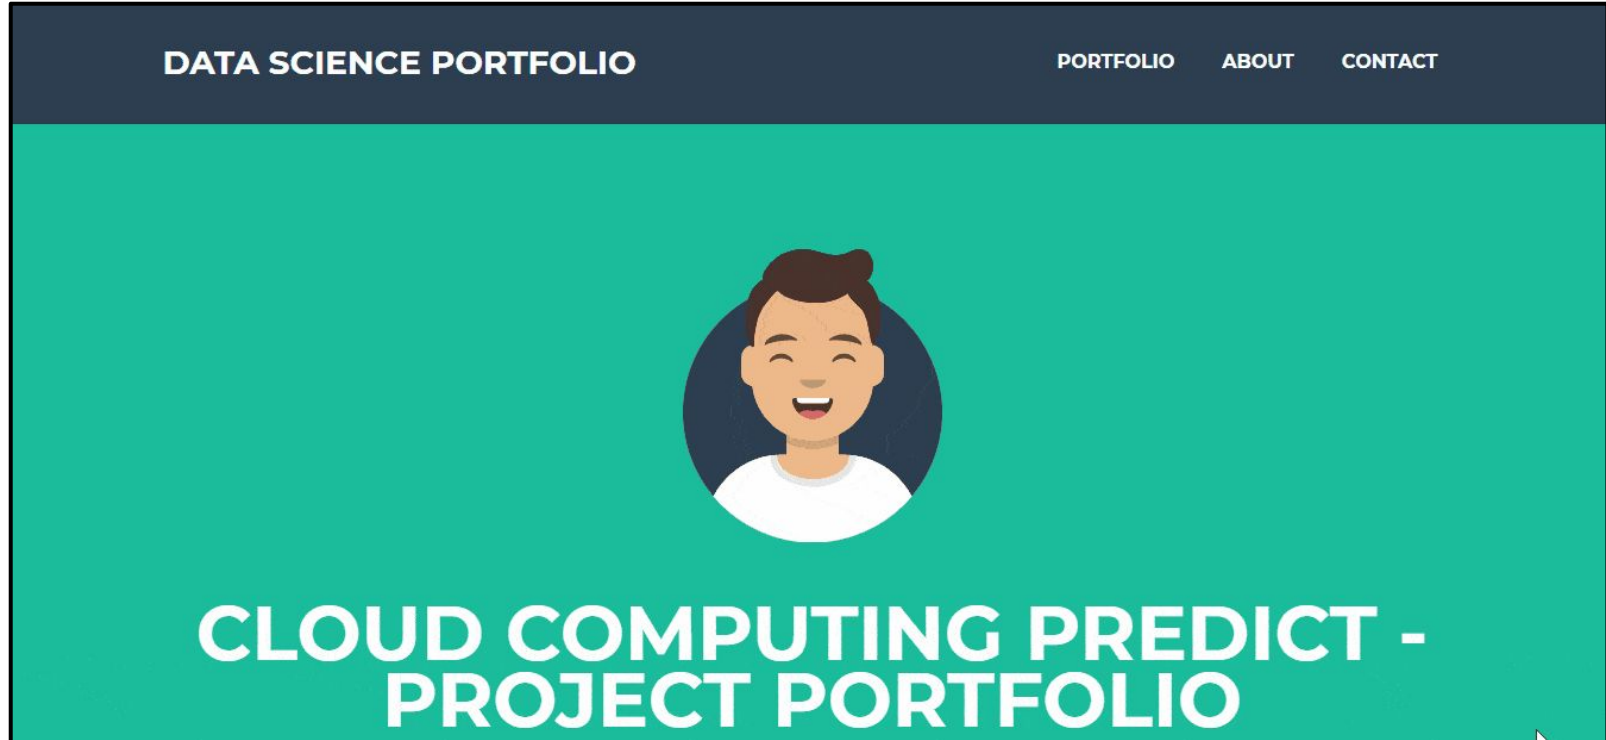 DATA SCIENCE PORTFOLIO
PORTFOLIO ABOUT CONTACT
CLOUD COMPUTING PREDICT -
PROJECT PORTFOLIO